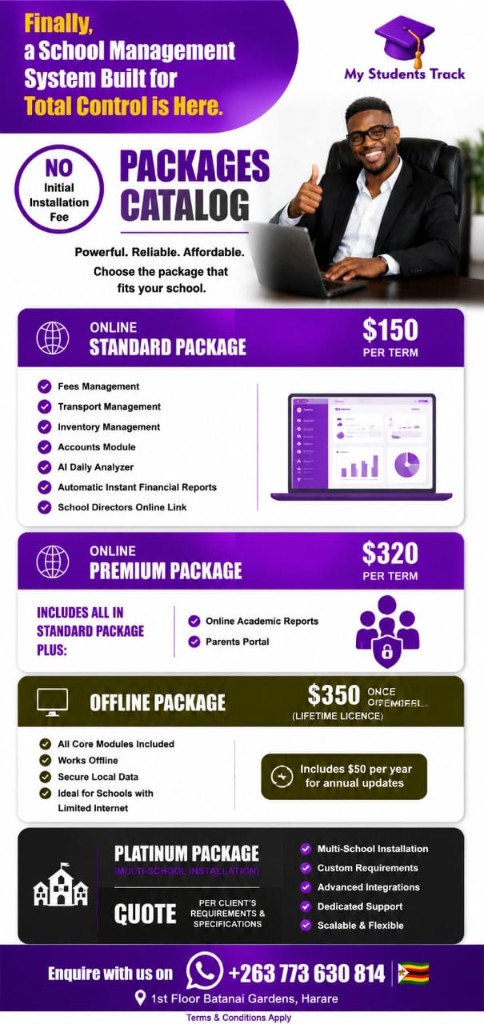 Finally,
a School Management
System Built for
Total Control is Here.
My Students Track
NO
Initial
Installation
Fee
PACKAGES
CATALOG
Powerful. Reliable. Affordable.
Choose the package that
fits your school.
ONLINE
STANDARD PACKAGE
$150
PER TERM
Fees Management
Transport Management
Inventory Management
Accounts Module
AI Daily Analyzer
Automatic Instant Financial Reports
School Directors Online Link
ONLINE
PREMIUM PACKAGE
$320
PER TERM
INCLUDES ALL IN
STANDARD PACKAGE
PLUS:
Online Academic Reports
Parents Portal
OFFLINE PACKAGE
$350 ONCE
(LIFETIME LICENCE)
All Core Modules Included
Works Offline
Secure Local Data
Ideal for Schools with
Limited Internet
Includes $50 per year
for annual updates
PLATINUM PACKAGE
(MULTI-SCHOOL INSTALLATION)
QUOTE
PER CLIENT'S
REQUIREMENTS &
SPECIFICATIONS
Multi-School Installation
Custom Requirements
Advanced Integrations
Dedicated Support
Scalable & Flexible
Enquire with us on
+263 773 630 814
1st Floor Batanai Gardens, Harare
Terms & Conditions Apply